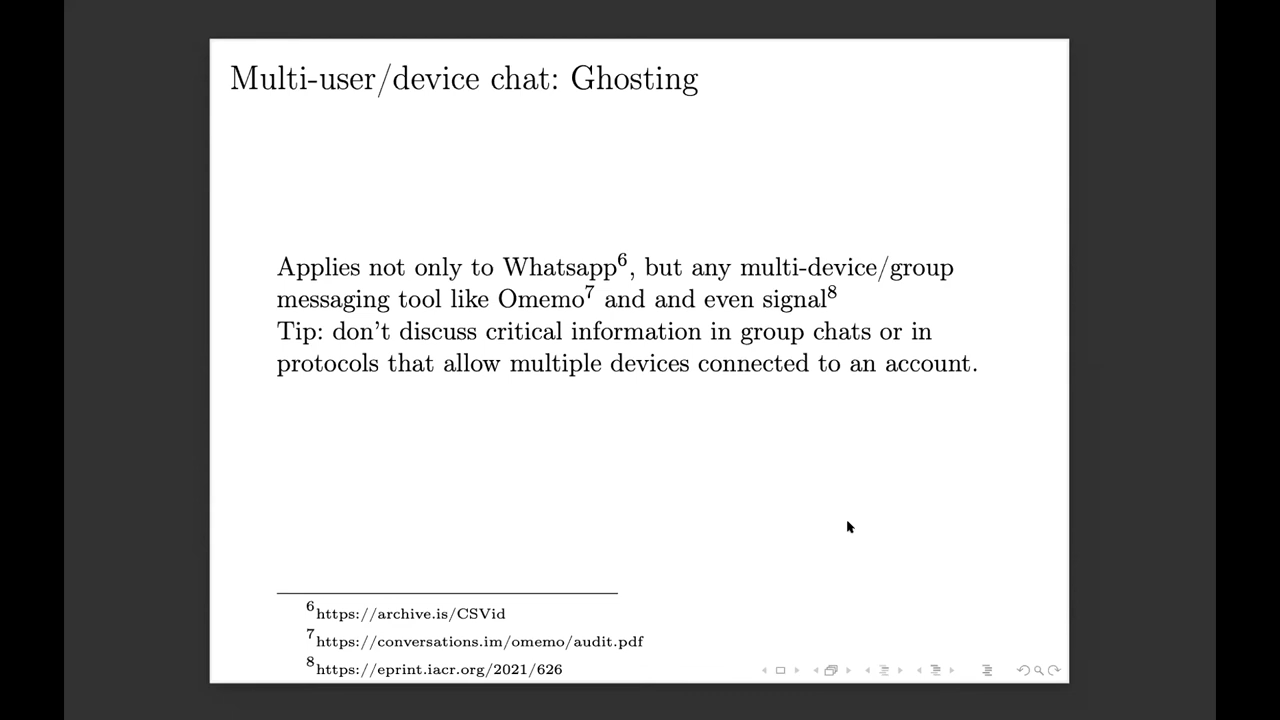 Multi-user/device chat: Ghosting
Applies not only to Whatsapp6, but any multi-device/group
messaging tool like Omemo7 and and even signal8
Tip: don't discuss critical information in group chats or in
protocols that allow multiple devices connected to an account.
6https://archive.is/CSVid
7https://conversations.im/omemo/audit.pdf
8https://eprint.iacr.org/2021/626